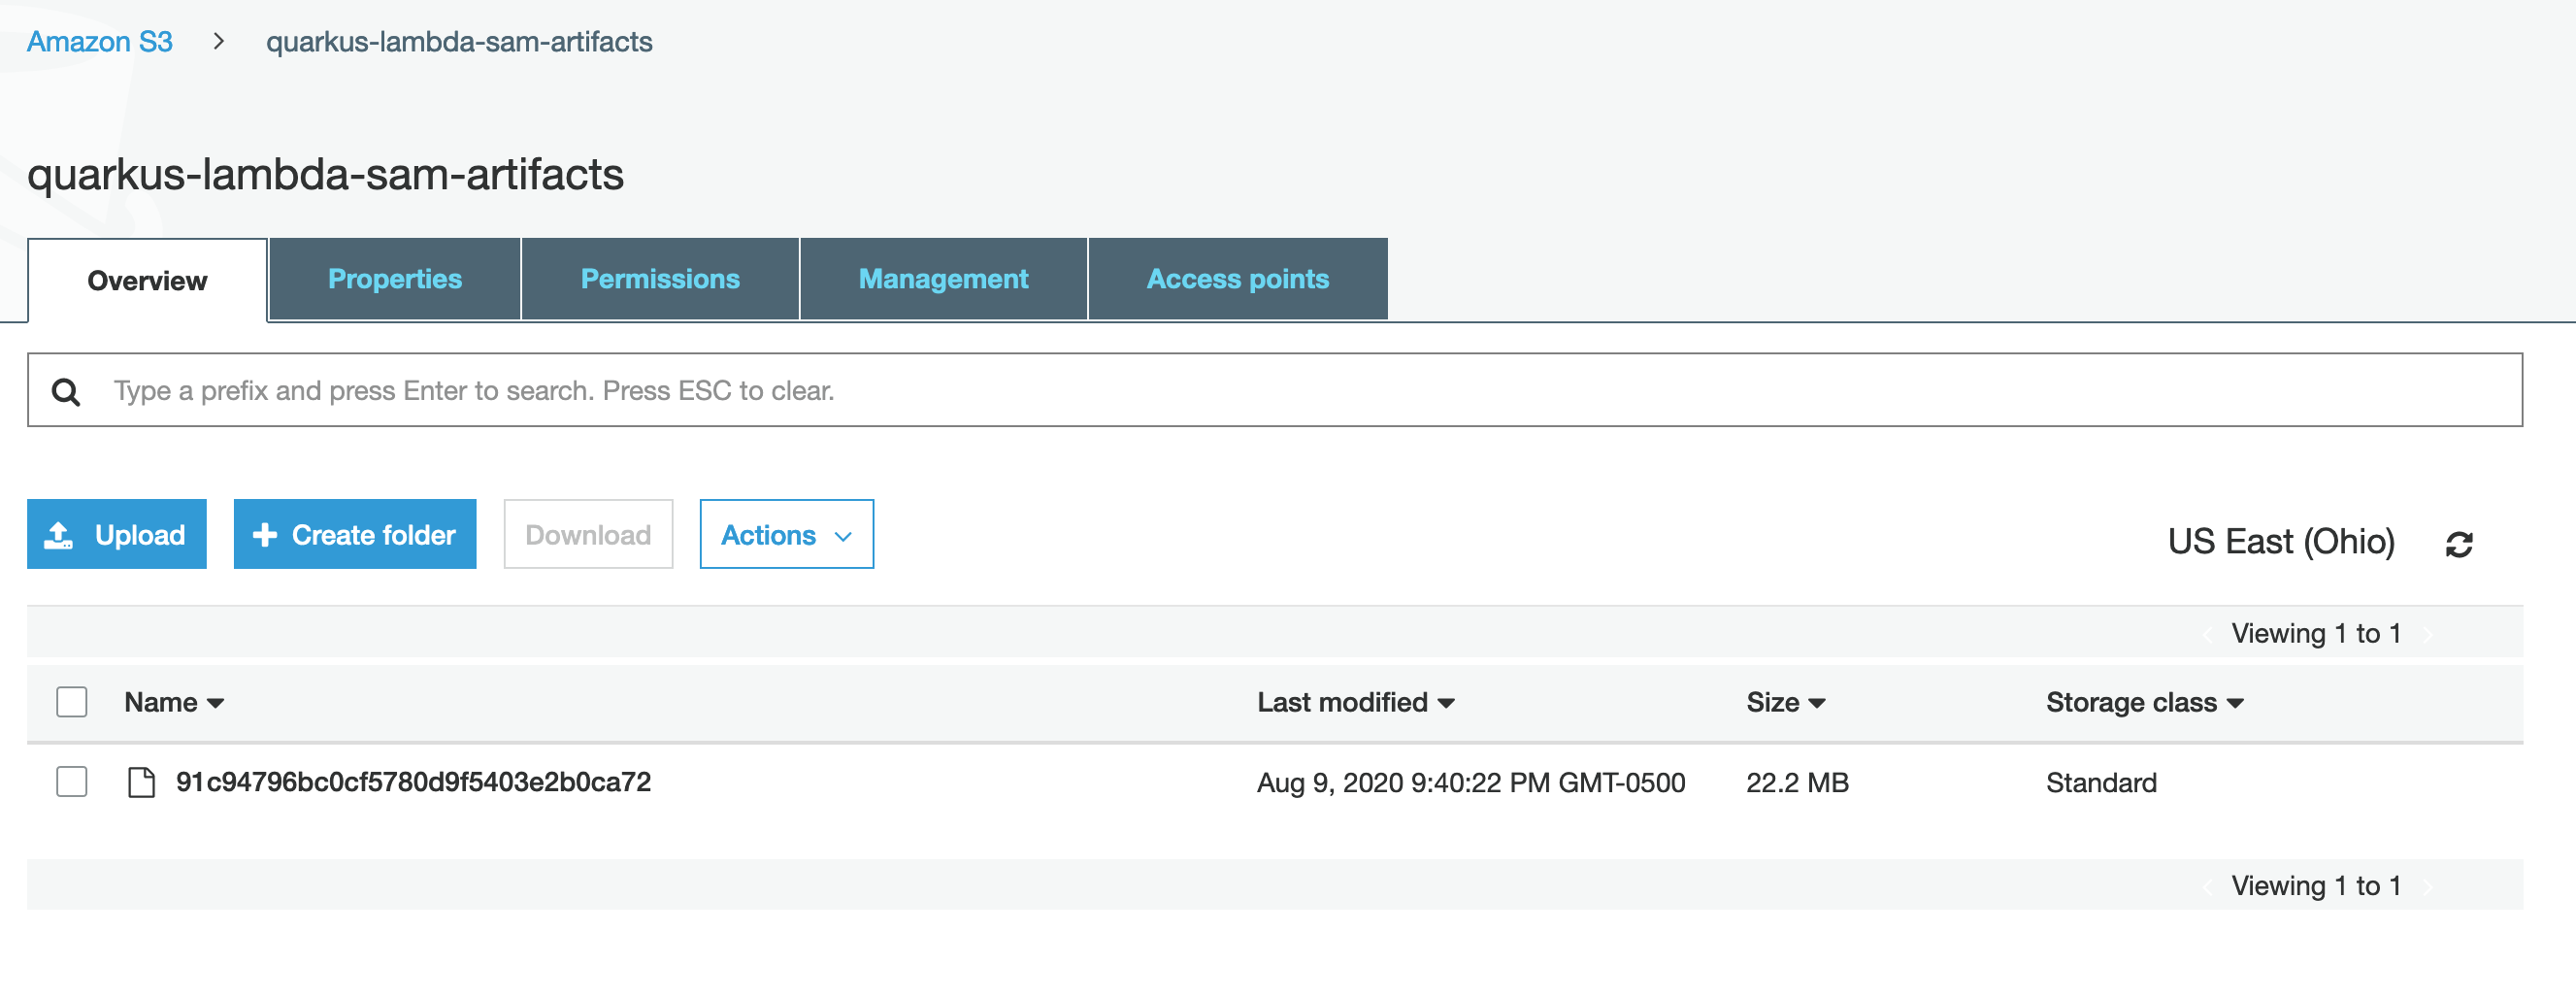 Amazon S3 > quarkus-lambda-sam-artifacts
quarkus-lambda-sam-artifacts
Overview Properties Permissions Management Access points
Type a prefix and press Enter to search. Press ESC to clear.
Upload Create folder Download Actions US East (Ohio)
Viewing 1 to 1
Name Last modified Size Storage class
91c94796bc0cf5780d9f5403e2b0ca72 Aug 9, 2020 9:40:22 PM GMT-0500 22.2 MB Standard
Viewing 1 to 1